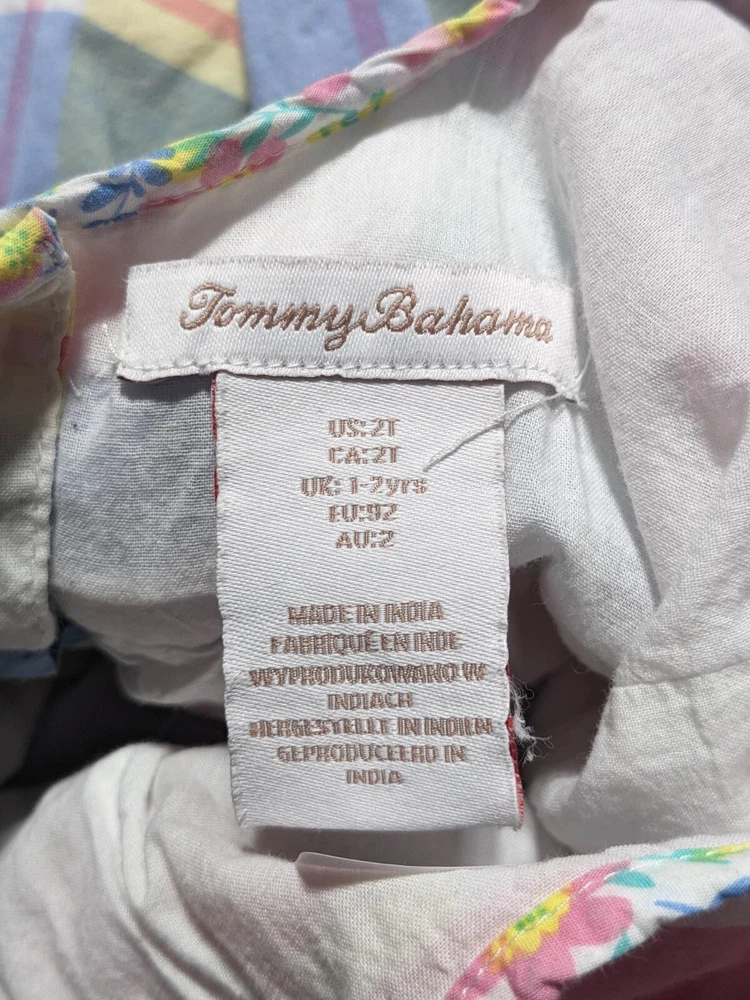 Tommy Bahama
US:2T
CA:2T
UK: 1-2yrs
EU:92
AU:2
MADE IN INDIA
FABRIQUÉ EN INDE
WYPRODUKOWANO W
INDIACH
HERGESTELLT IN INDIEN
GEPRODUCEERD IN
INDIA